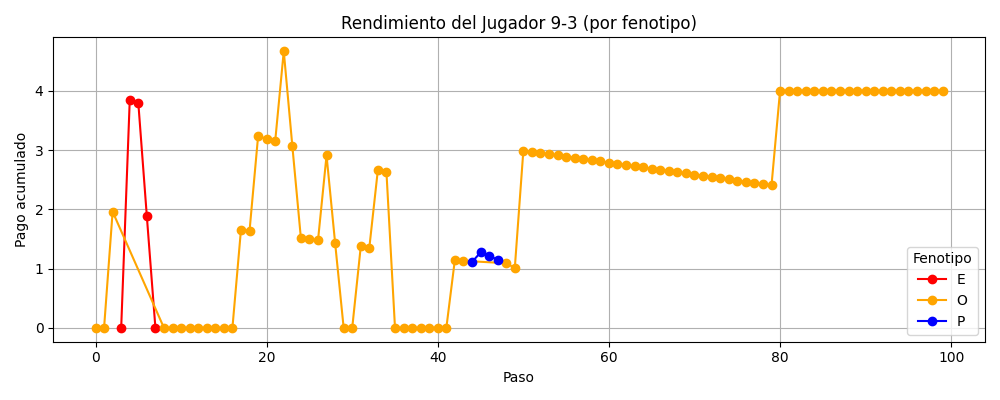 Rendimiento del Jugador 9-3 (por fenotipo)
Pago acumulado
4
3
2
1
0
0
20
40
60
80
100
Paso
Fenotipo
E
O
P